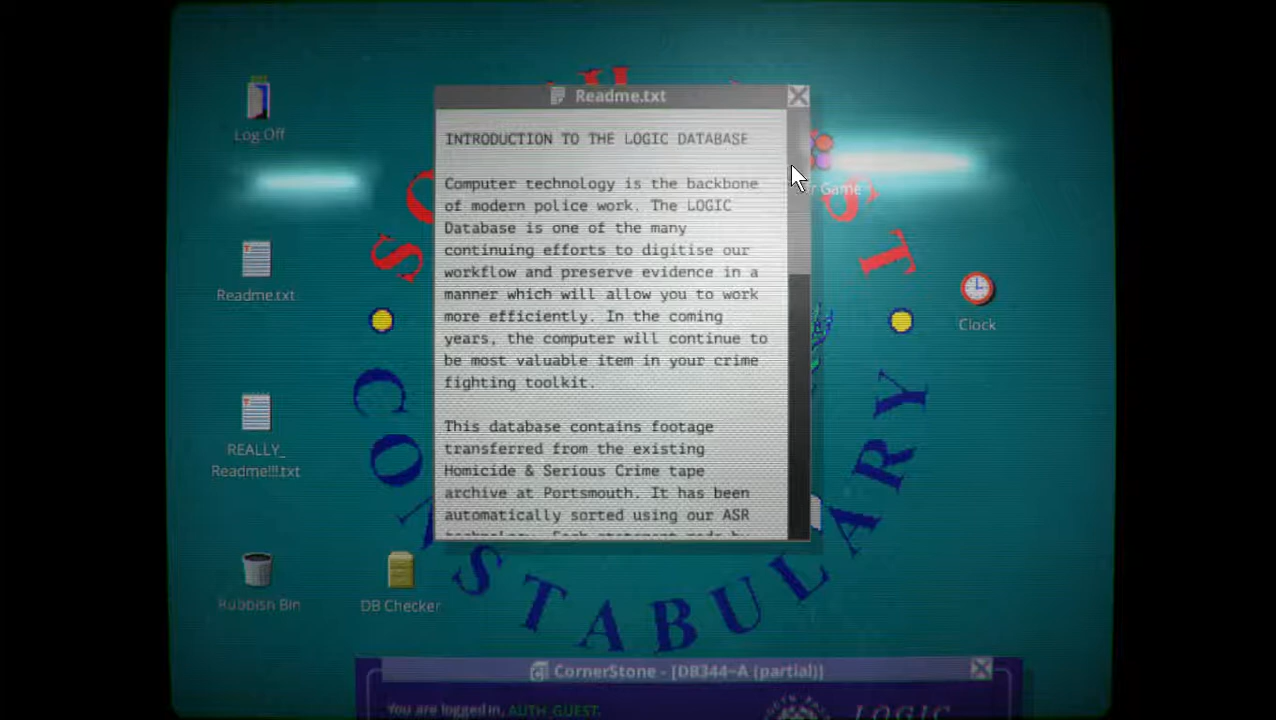 Readme.txt
INTRODUCTION TO THE LOGIC DATABASE
Computer technology is the backbone
of modern police work. The LOGIC
Database is one of the many
continuing efforts to digitise our
workflow and preserve evidence in a
manner which will allow you to work
more efficiently. In the coming
years, the computer will continue to
be most valuable item in your crime
fighting toolkit.
This database contains footage
transferred from the existing
Homicide & Serious Crime tape
archive at Portsmouth. It has been
automatically sorted using our ASR
Log Off
Game
Readme.txt
Clock
REALLY_
Readme!!!.txt
Rubbish Bin
DB Checker
CONSTABULARY
CornerStone - [DB344-A (partial)]
You are logged in, AUTH_GUEST.
LOGIC